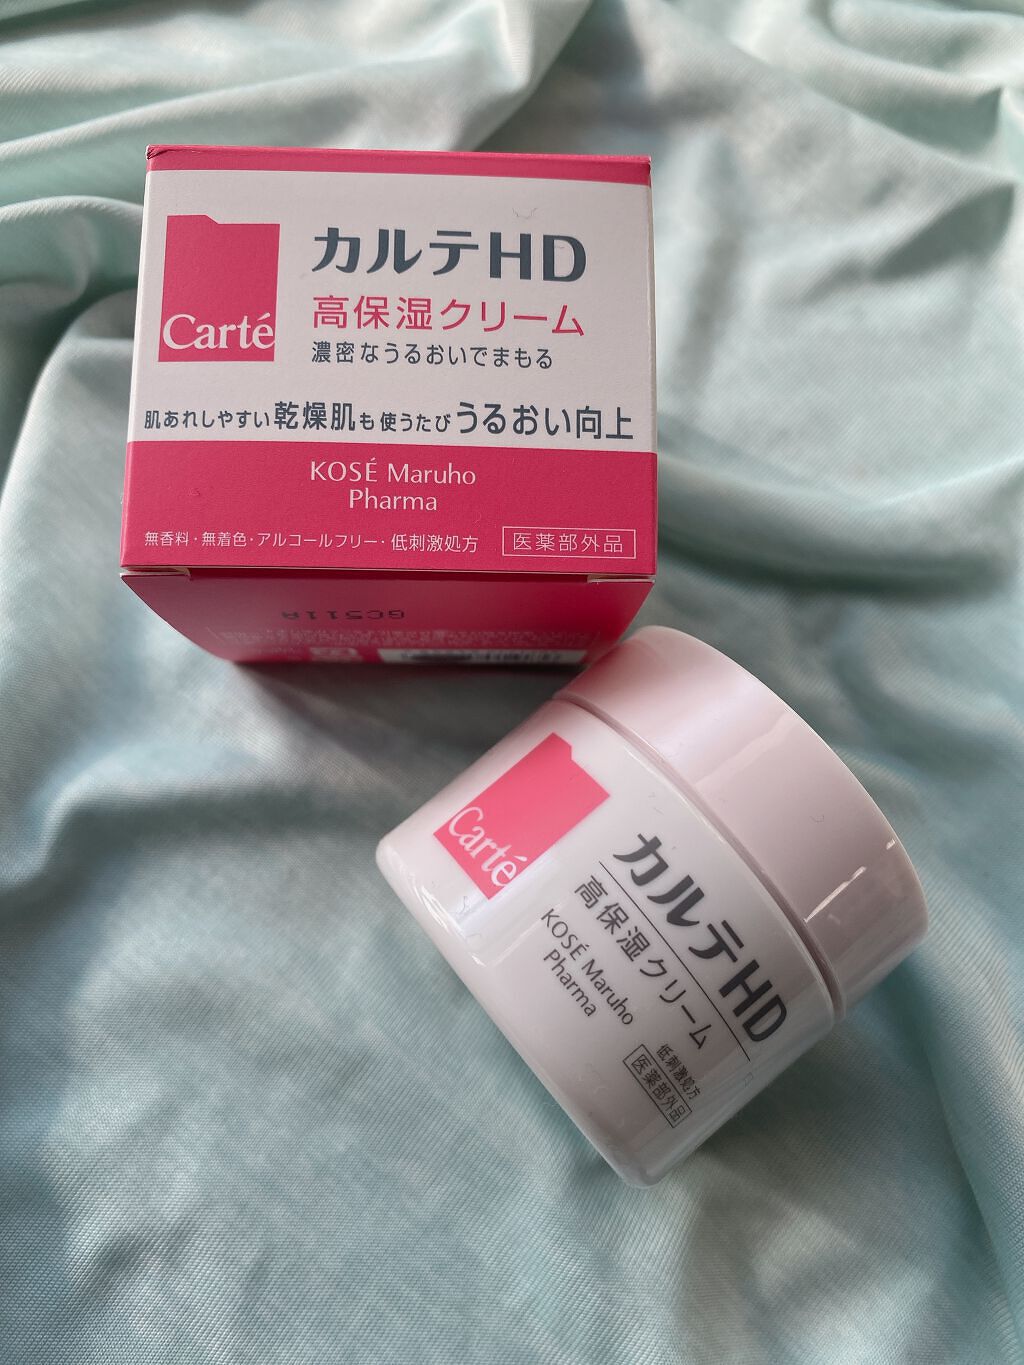 Carté
カルテHD
高保湿クリーム
濃密なうるおいでまもる
肌あれしやすい乾燥肌も使うたびうるおい向上
KOSÉ Maruho
Pharma
無香料・無着色・アルコールフリー・低刺激処方 医薬部外品
GC511A
Carté
カルテHD
高保湿クリーム
KOSÉ Maruho
Pharma
低刺激処方
医薬部外品